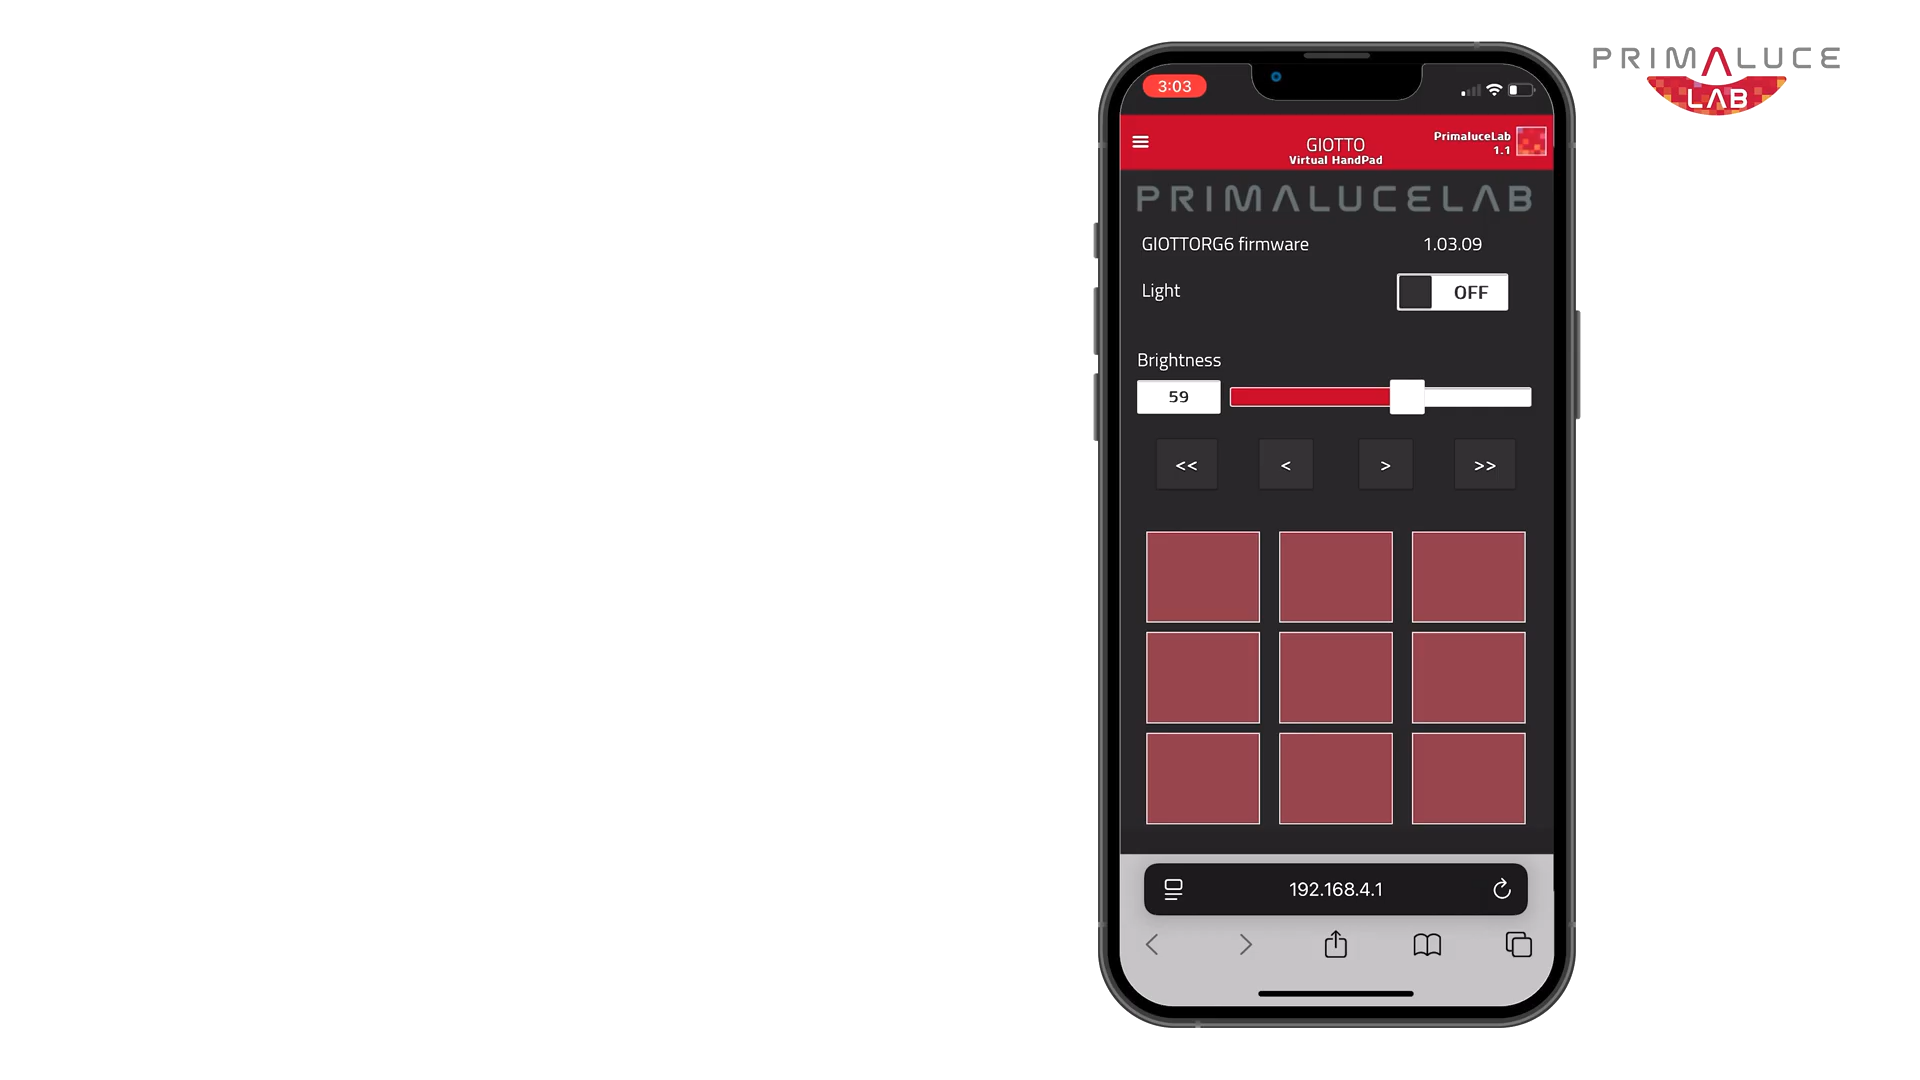 PRIMALUCE
LAB
3:03
GIOTTO
Virtual HandPad
PrimaluceLab
1.1
PRIMALUCELAB
GIOTTORG6 firmware 1.03.09
Light OFF
Brightness
59
<< < > >>
192.168.4.1